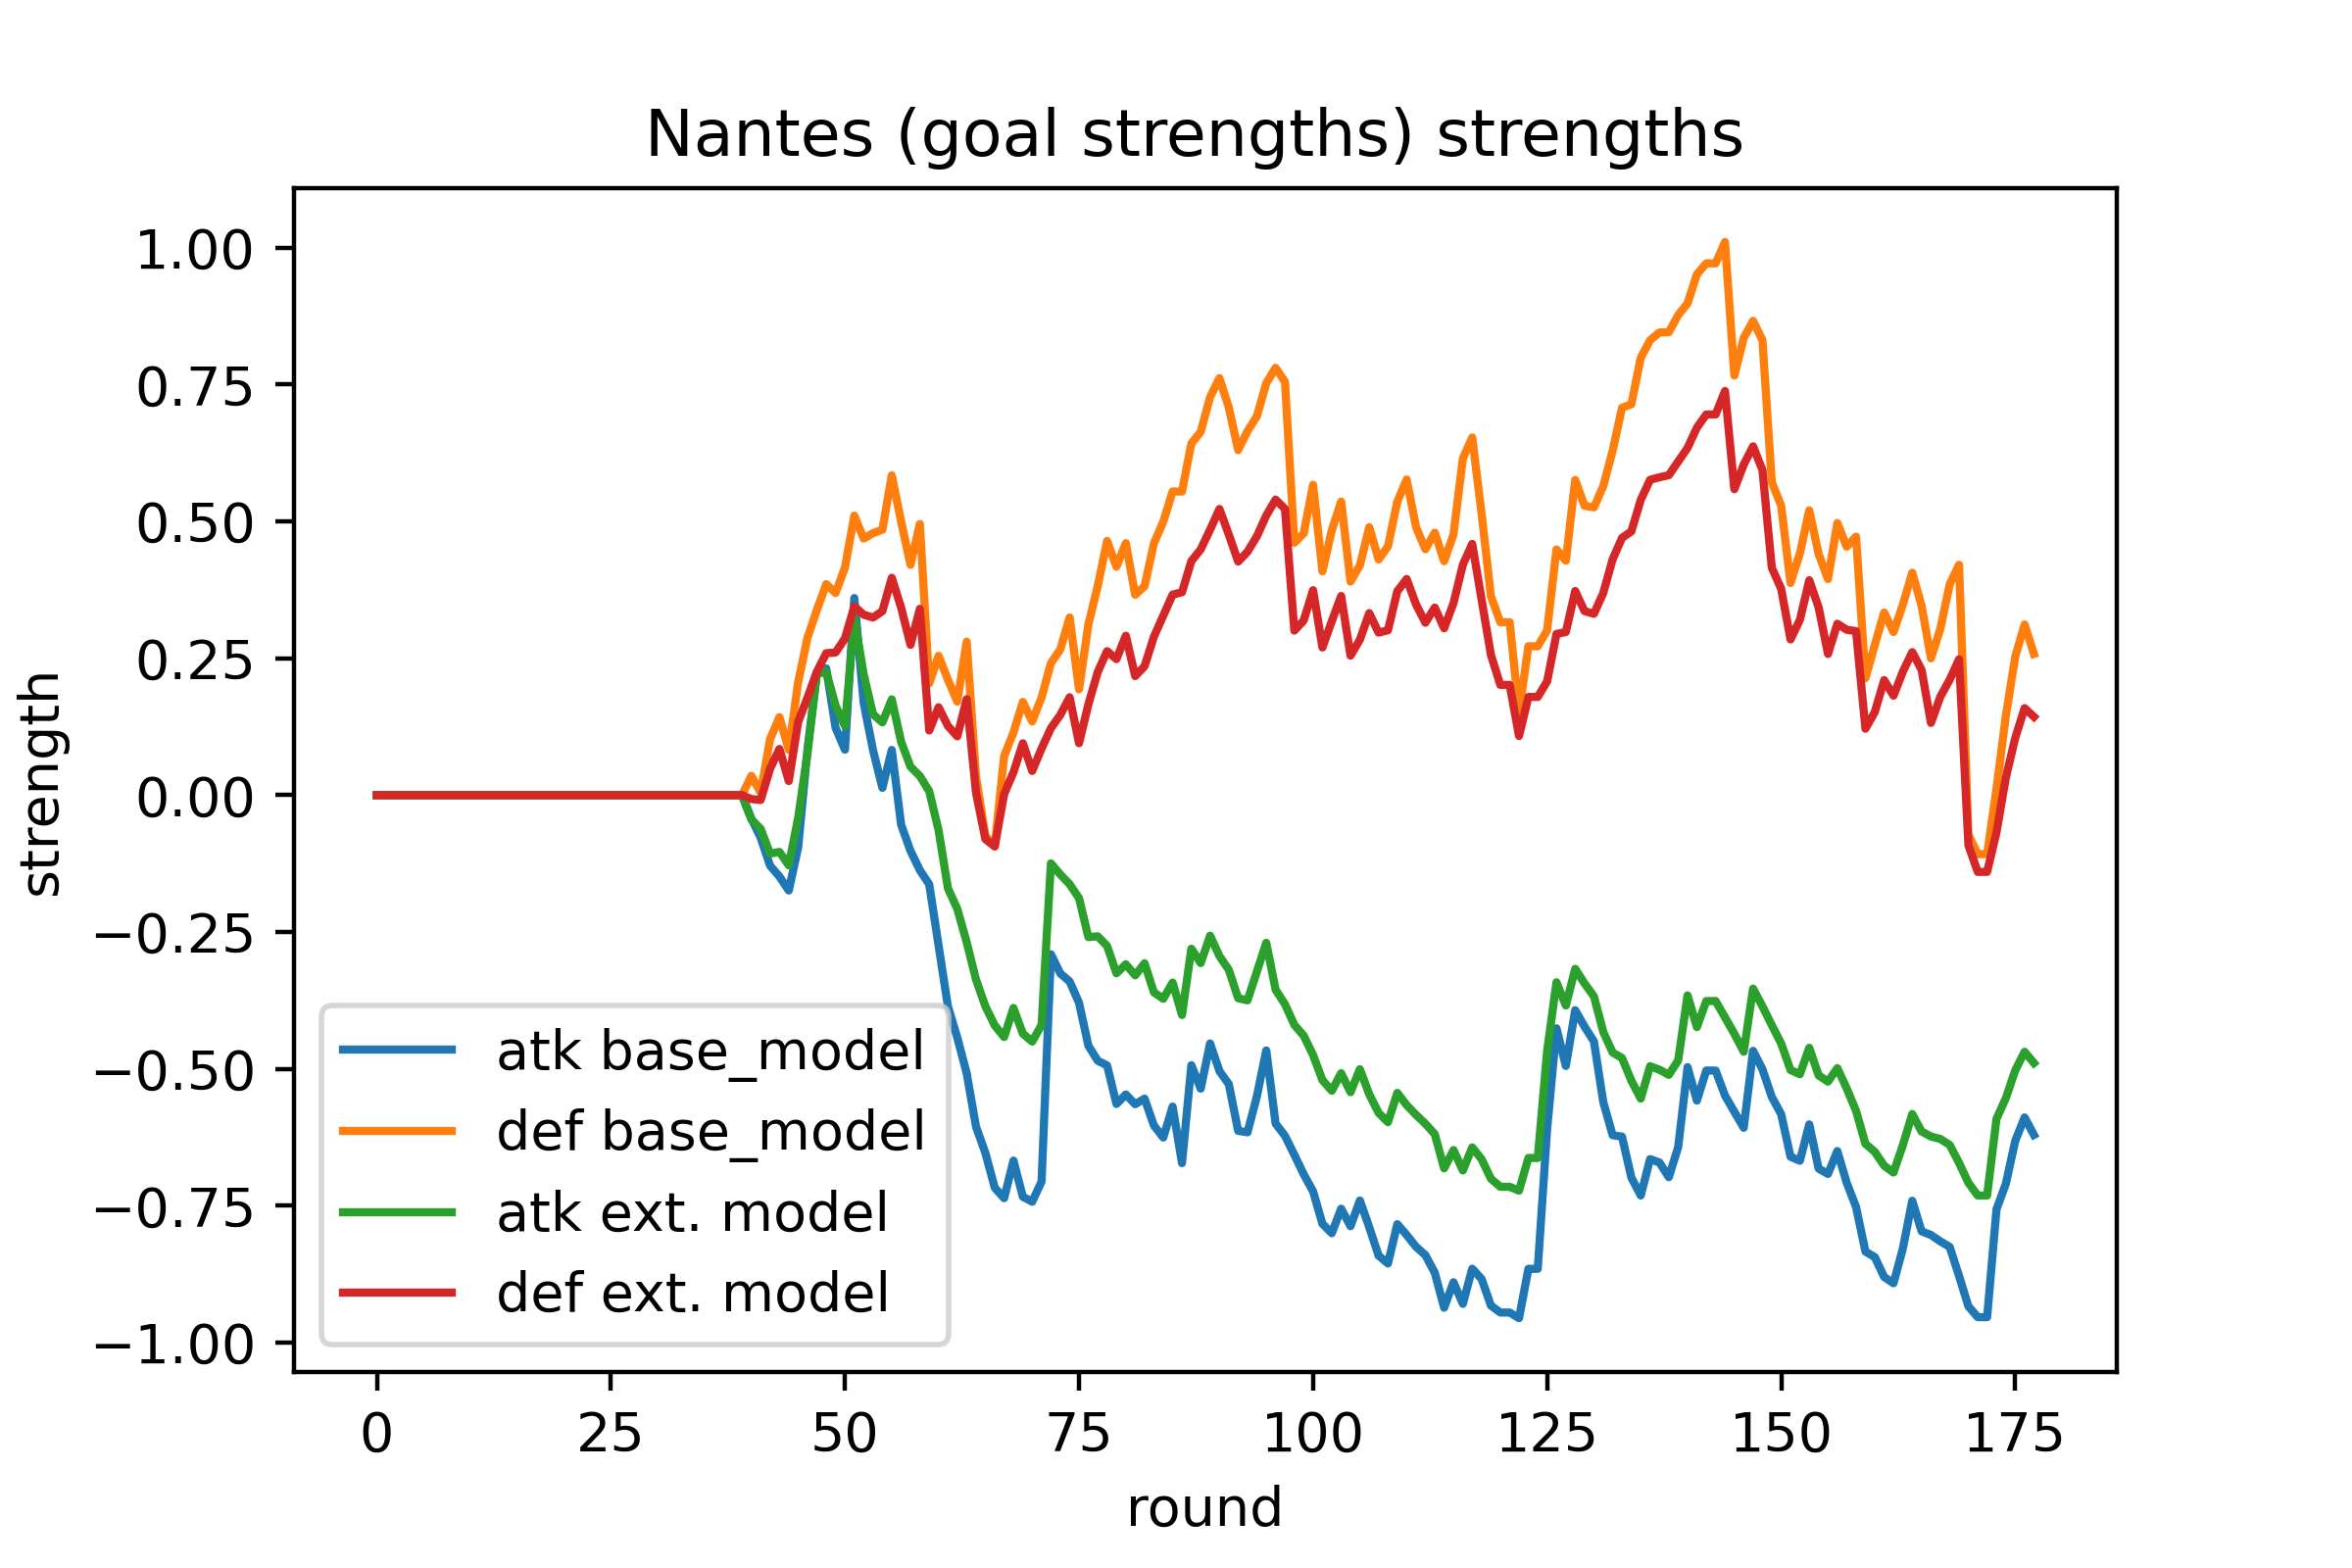 Nantes (goal strengths) strengths
1.00
0.75
0.50
0.25
0.00
−0.25
−0.50
−0.75
−1.00
strength
atk base_model
def base_model
atk ext. model
def ext. model
0 25 50 75 100 125 150 175
round